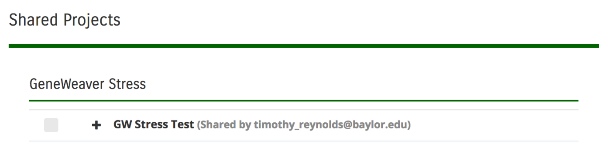 Shared Projects
GeneWeaver Stress
+ GW Stress Test (Shared by timothy_reynolds@baylor.edu)